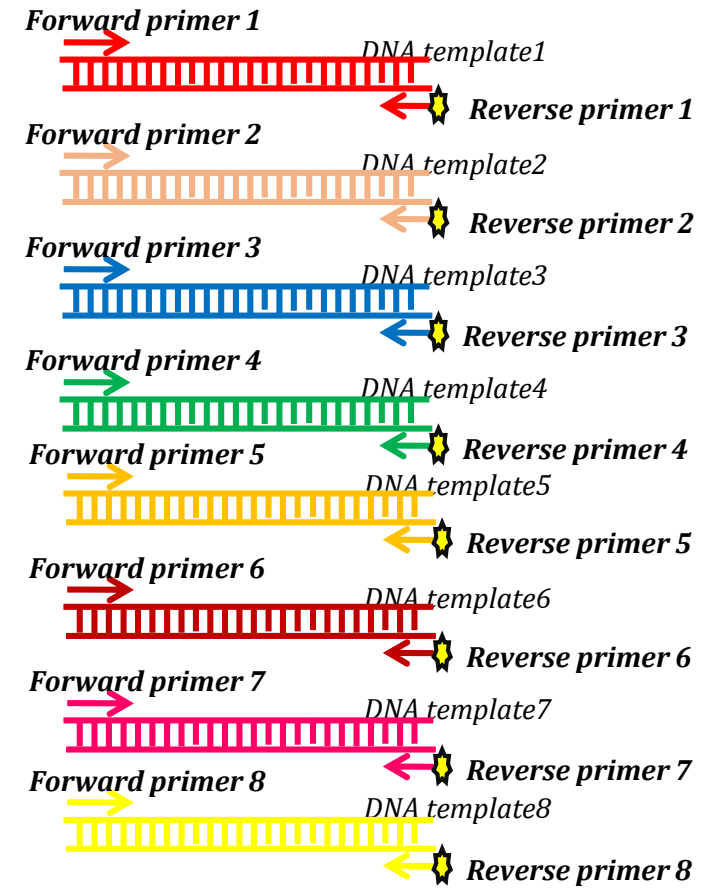 Forward primer 1
DNA template1
Reverse primer 1
Forward primer 2
DNA template2
Reverse primer 2
Forward primer 3
DNA template3
Reverse primer 3
Forward primer 4
DNA template4
Reverse primer 4
Forward primer 5
DNA template5
Reverse primer 5
Forward primer 6
DNA template6
Reverse primer 6
Forward primer 7
DNA template7
Reverse primer 7
Forward primer 8
DNA template8
Reverse primer 8